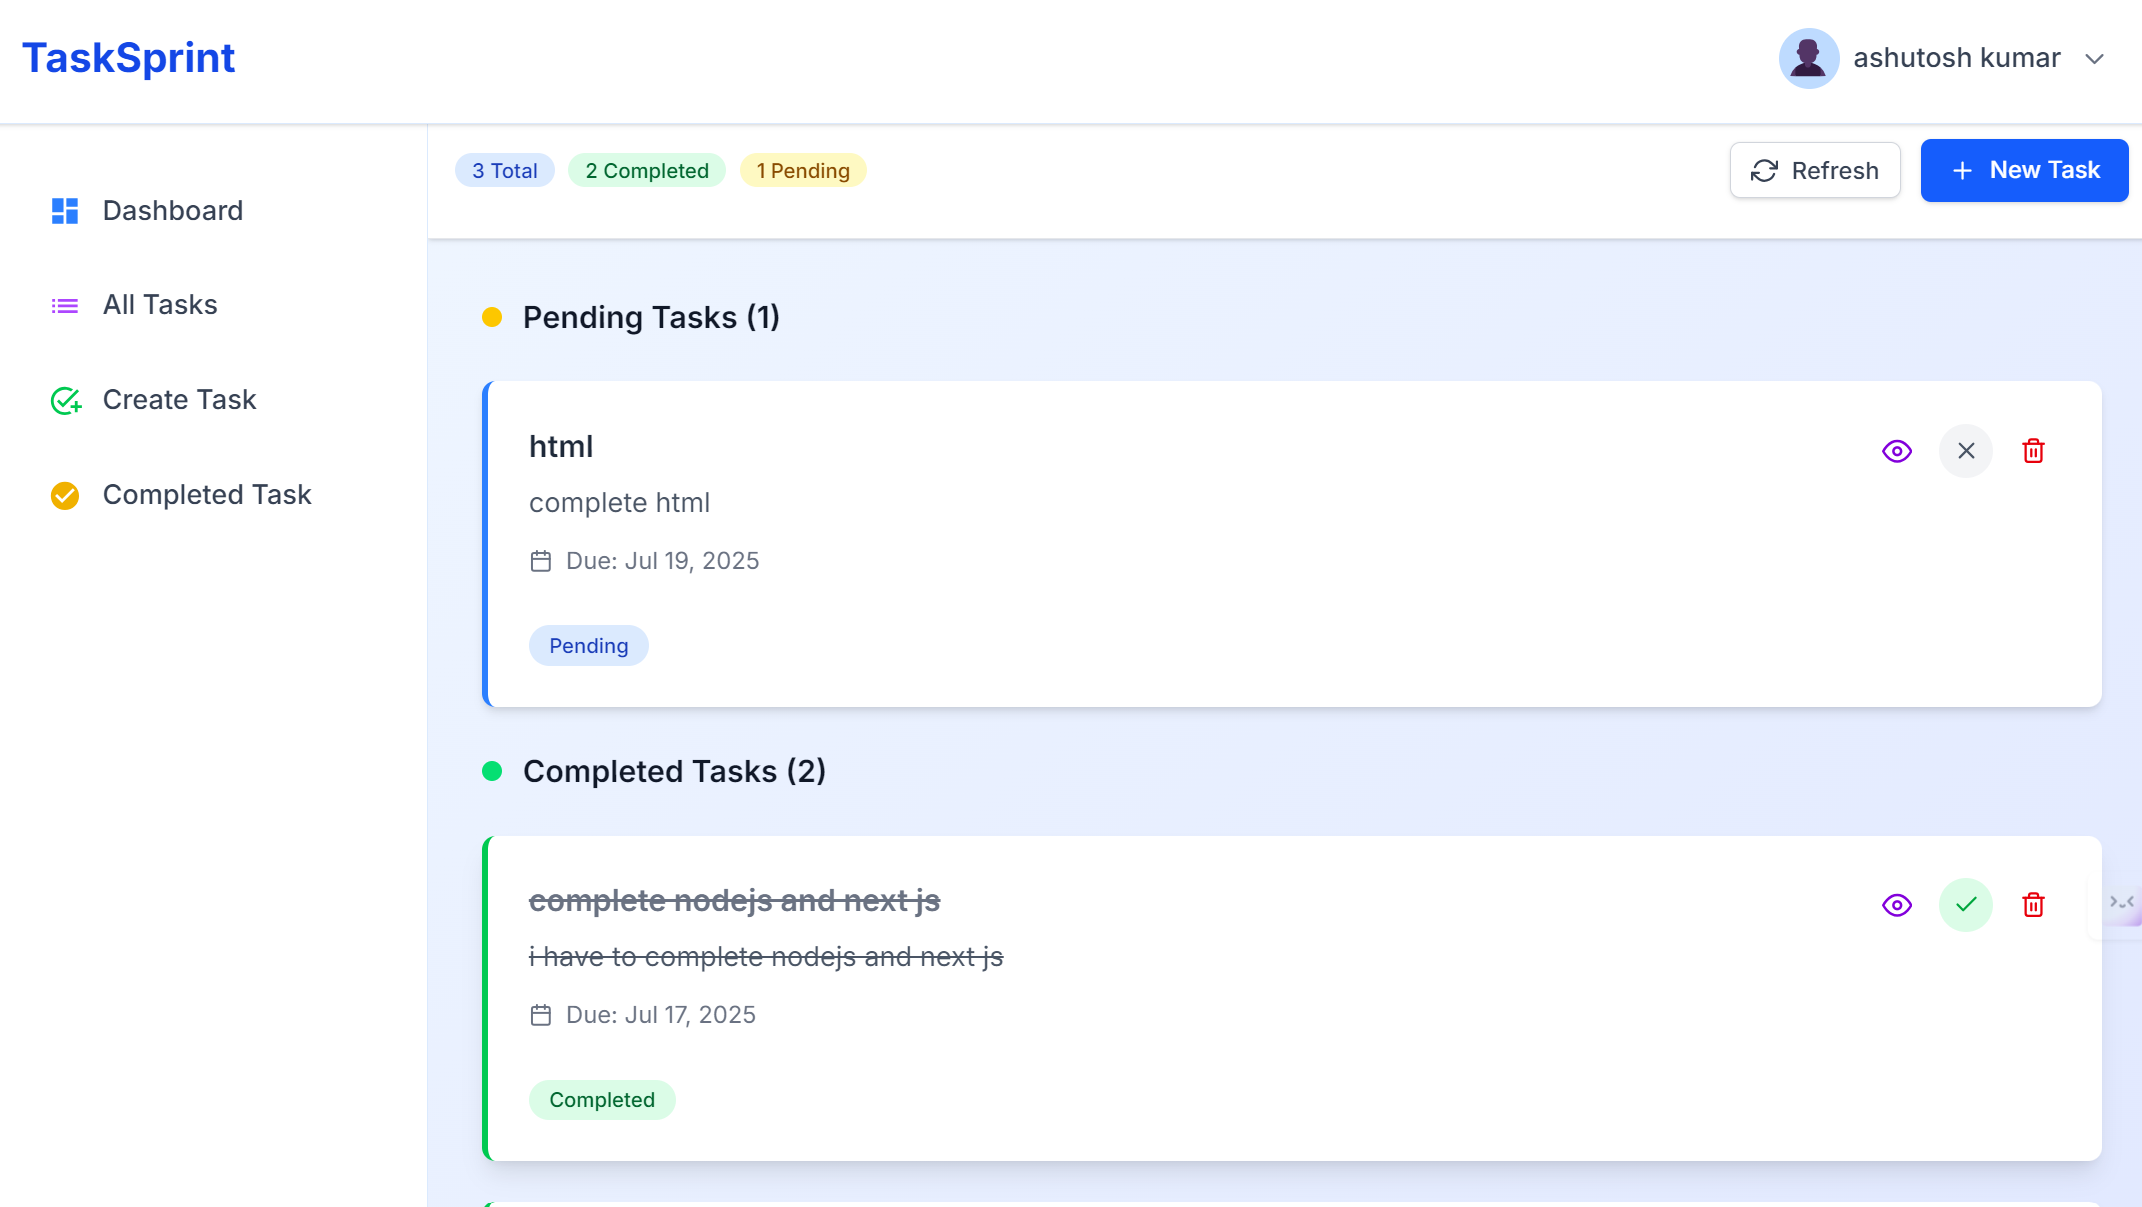 TaskSprint
ashutosh kumar
Dashboard
All Tasks
Create Task
Completed Task
3 Total
2 Completed
1 Pending
Refresh
New Task
Pending Tasks (1)
html
complete html
Due: Jul 19, 2025
Pending
Completed Tasks (2)
complete nodejs and next js
i have to complete nodejs and next js
Due: Jul 17, 2025
Completed